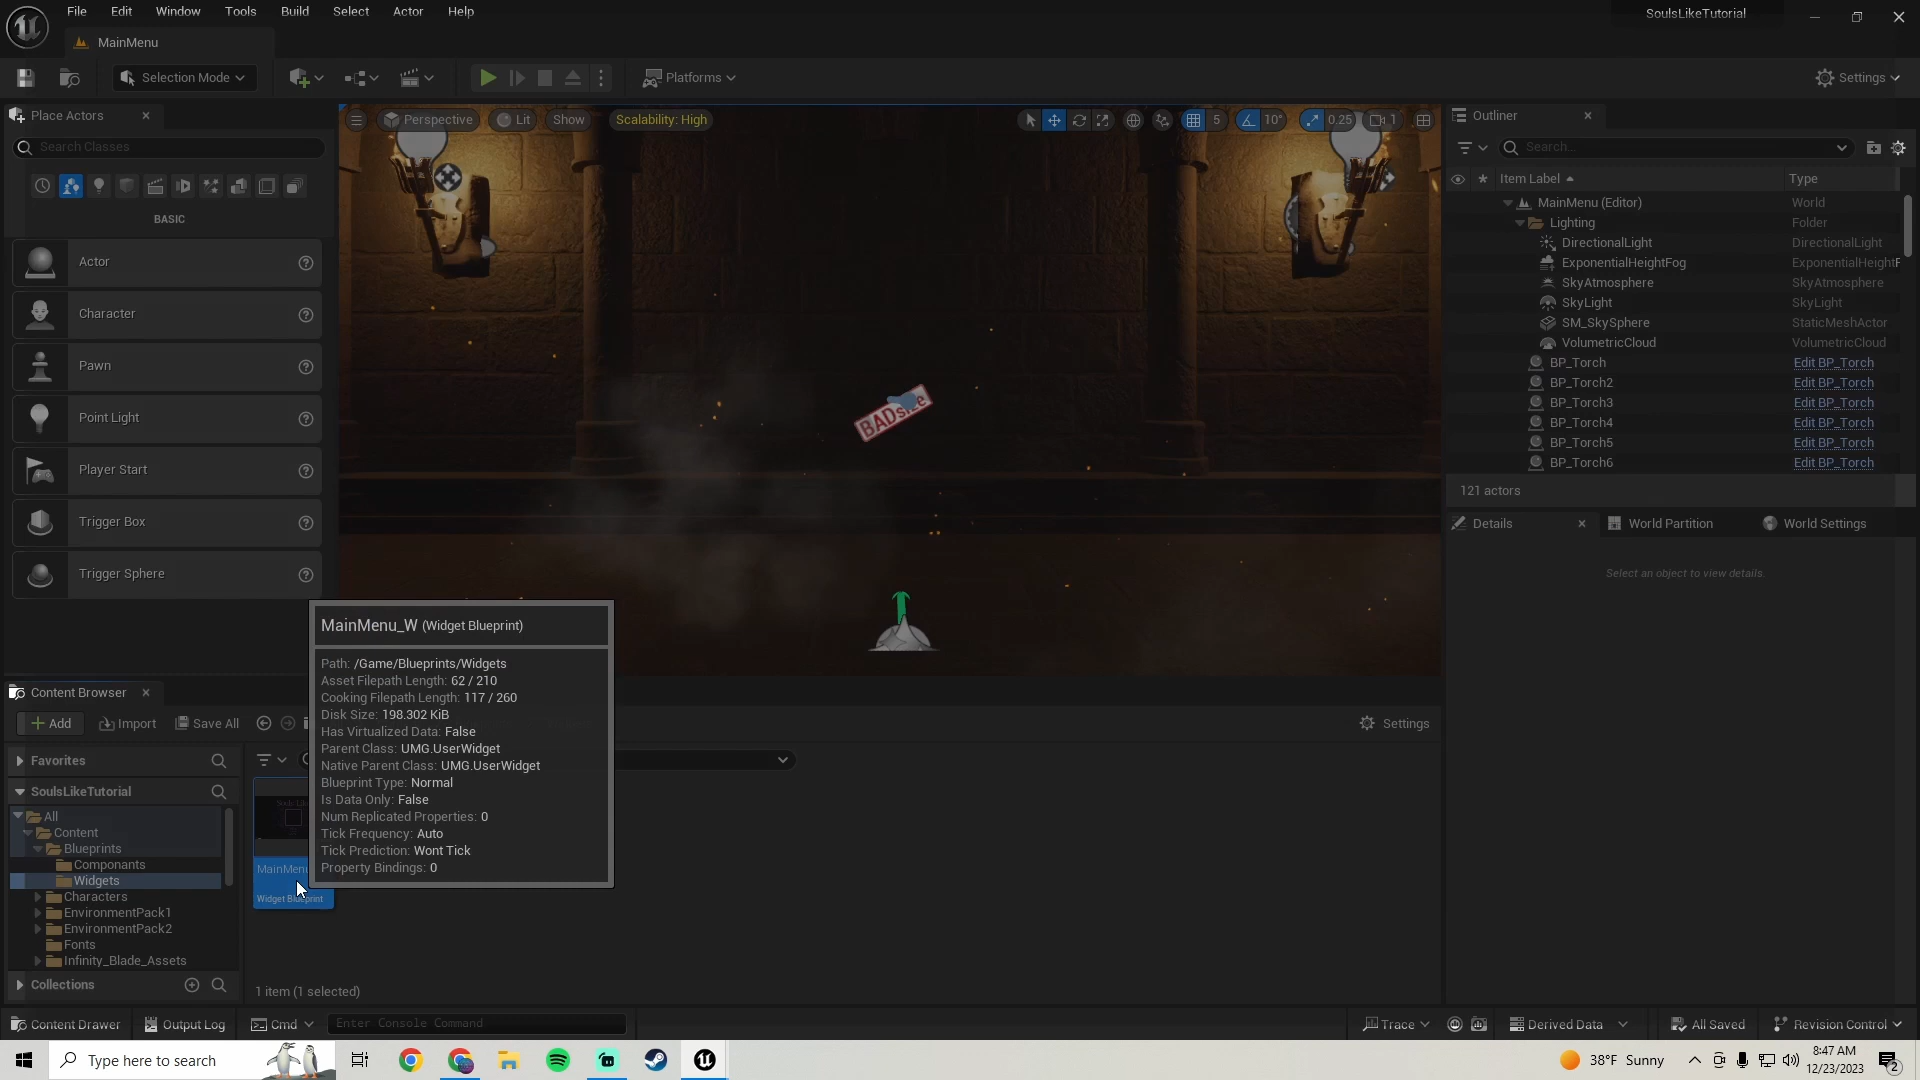 File Edit Window Tools Build Select Actor Help
SoulsLikeTutorial
MainMenu
Selection Mode
Platforms
Settings
Place Actors
Search Classes
BASIC
Actor
Character
Pawn
Point Light
Player Start
Trigger Box
Trigger Sphere
Perspective
Lit
Show
Scalability: High
5
10°
0.25
1
BADsize
Outliner
Search...
Item Label
Type
MainMenu (Editor) World
Lighting Folder
DirectionalLight DirectionalLight
ExponentialHeightFog ExponentialHeightF
SkyAtmosphere SkyAtmosphere
SkyLight SkyLight
SM_SkySphere StaticMeshActor
VolumetricCloud VolumetricCloud
BP_Torch Edit BP_Torch
BP_Torch2 Edit BP_Torch
BP_Torch3 Edit BP_Torch
BP_Torch4 Edit BP_Torch
BP_Torch5 Edit BP_Torch
BP_Torch6 Edit BP_Torch
121 actors
Details
World Partition
World Settings
Select an object to view details.
MainMenu_W (Widget Blueprint)
Path: /Game/Blueprints/Widgets
Asset Filepath Length: 62 / 210
Cooking Filepath Length: 117 / 260
Disk Size: 198.302 KiB
Has Virtualized Data: False
Parent Class: UMG.UserWidget
Native Parent Class: UMG.UserWidget
Blueprint Type: Normal
Is Data Only: False
Num Replicated Properties: 0
Tick Frequency: Auto
Tick Prediction: Wont Tick
Property Bindings: 0
Content Browser
Add
Import
Save All
Settings
Favorites
SoulsLikeTutorial
All
Content
Blueprints
Componants
Widgets
Characters
EnvironmentPack1
EnvironmentPack2
Fonts
Infinity_Blade_Assets
Collections
MainMenu
Widget Blueprint
1 item (1 selected)
Content Drawer
Output Log
Cmd
Enter Console Command
Trace
Derived Data
All Saved
Revision Control
Type here to search
38°F Sunny
8:47 AM
12/23/2023
2